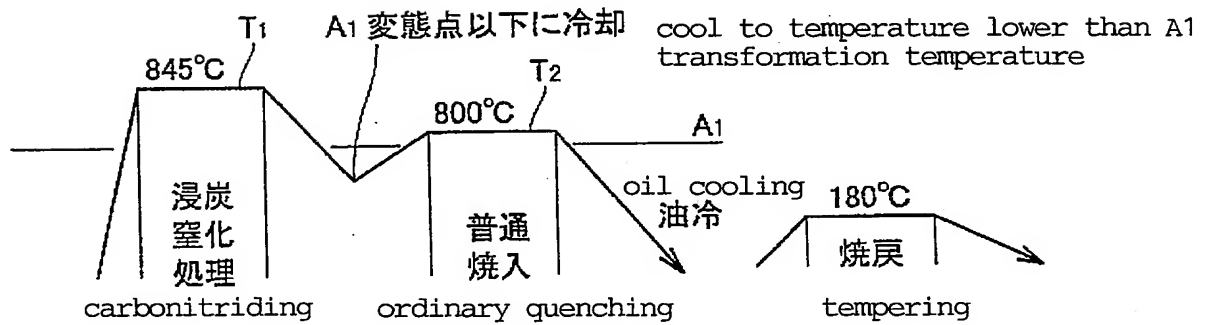 T1
A1 変態点以下に冷却
cool to temperature lower than A1
transformation temperature
845℃
T2
800℃
A1
浸炭
窒化
処理
普通
焼入
oil cooling
油冷
180℃
焼戻
carbonitriding
ordinary quenching
tempering